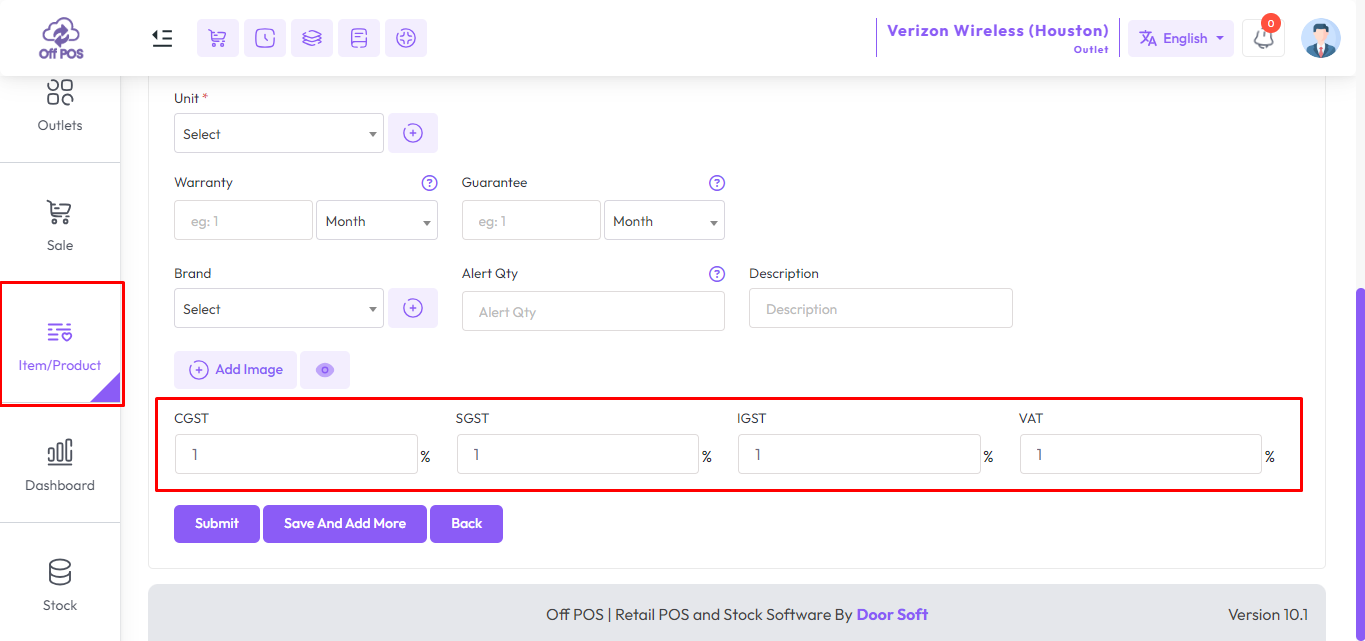 Off POS
Verizon Wireless (Houston)
Outlet
English
0
Outlets
Sale
Item/Product
Dashboard
Stock
Unit *
Select
Warranty ? Guarantee ?
eg: 1 Month eg: 1 Month
Brand Alert Qty ? Description
Select Alert Qty Description
Add Image
CGST SGST IGST VAT
1 % 1 % 1 % 1 %
Submit Save And Add More Back
Off POS | Retail POS and Stock Software By Door Soft Version 10.1